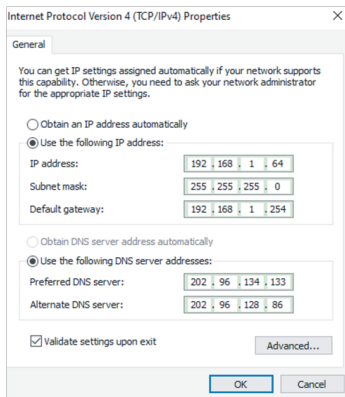 Internet Protocol Version 4 (TCP/IPv4) Properties
General
You can get IP settings assigned automatically if your network supports
this capability. Otherwise, you need to ask your network administrator
for the appropriate IP settings.
Obtain an IP address automatically
Use the following IP address:
IP address: 192 . 168 . 1 . 64
Subnet mask: 255 . 255 . 255 . 0
Default gateway: 192 . 168 . 1 . 254
Obtain DNS server address automatically
Use the following DNS server addresses:
Preferred DNS server: 202 . 96 . 134 . 133
Alternate DNS server: 202 . 96 . 128 . 86
Validate settings upon exit
Advanced...
OK Cancel